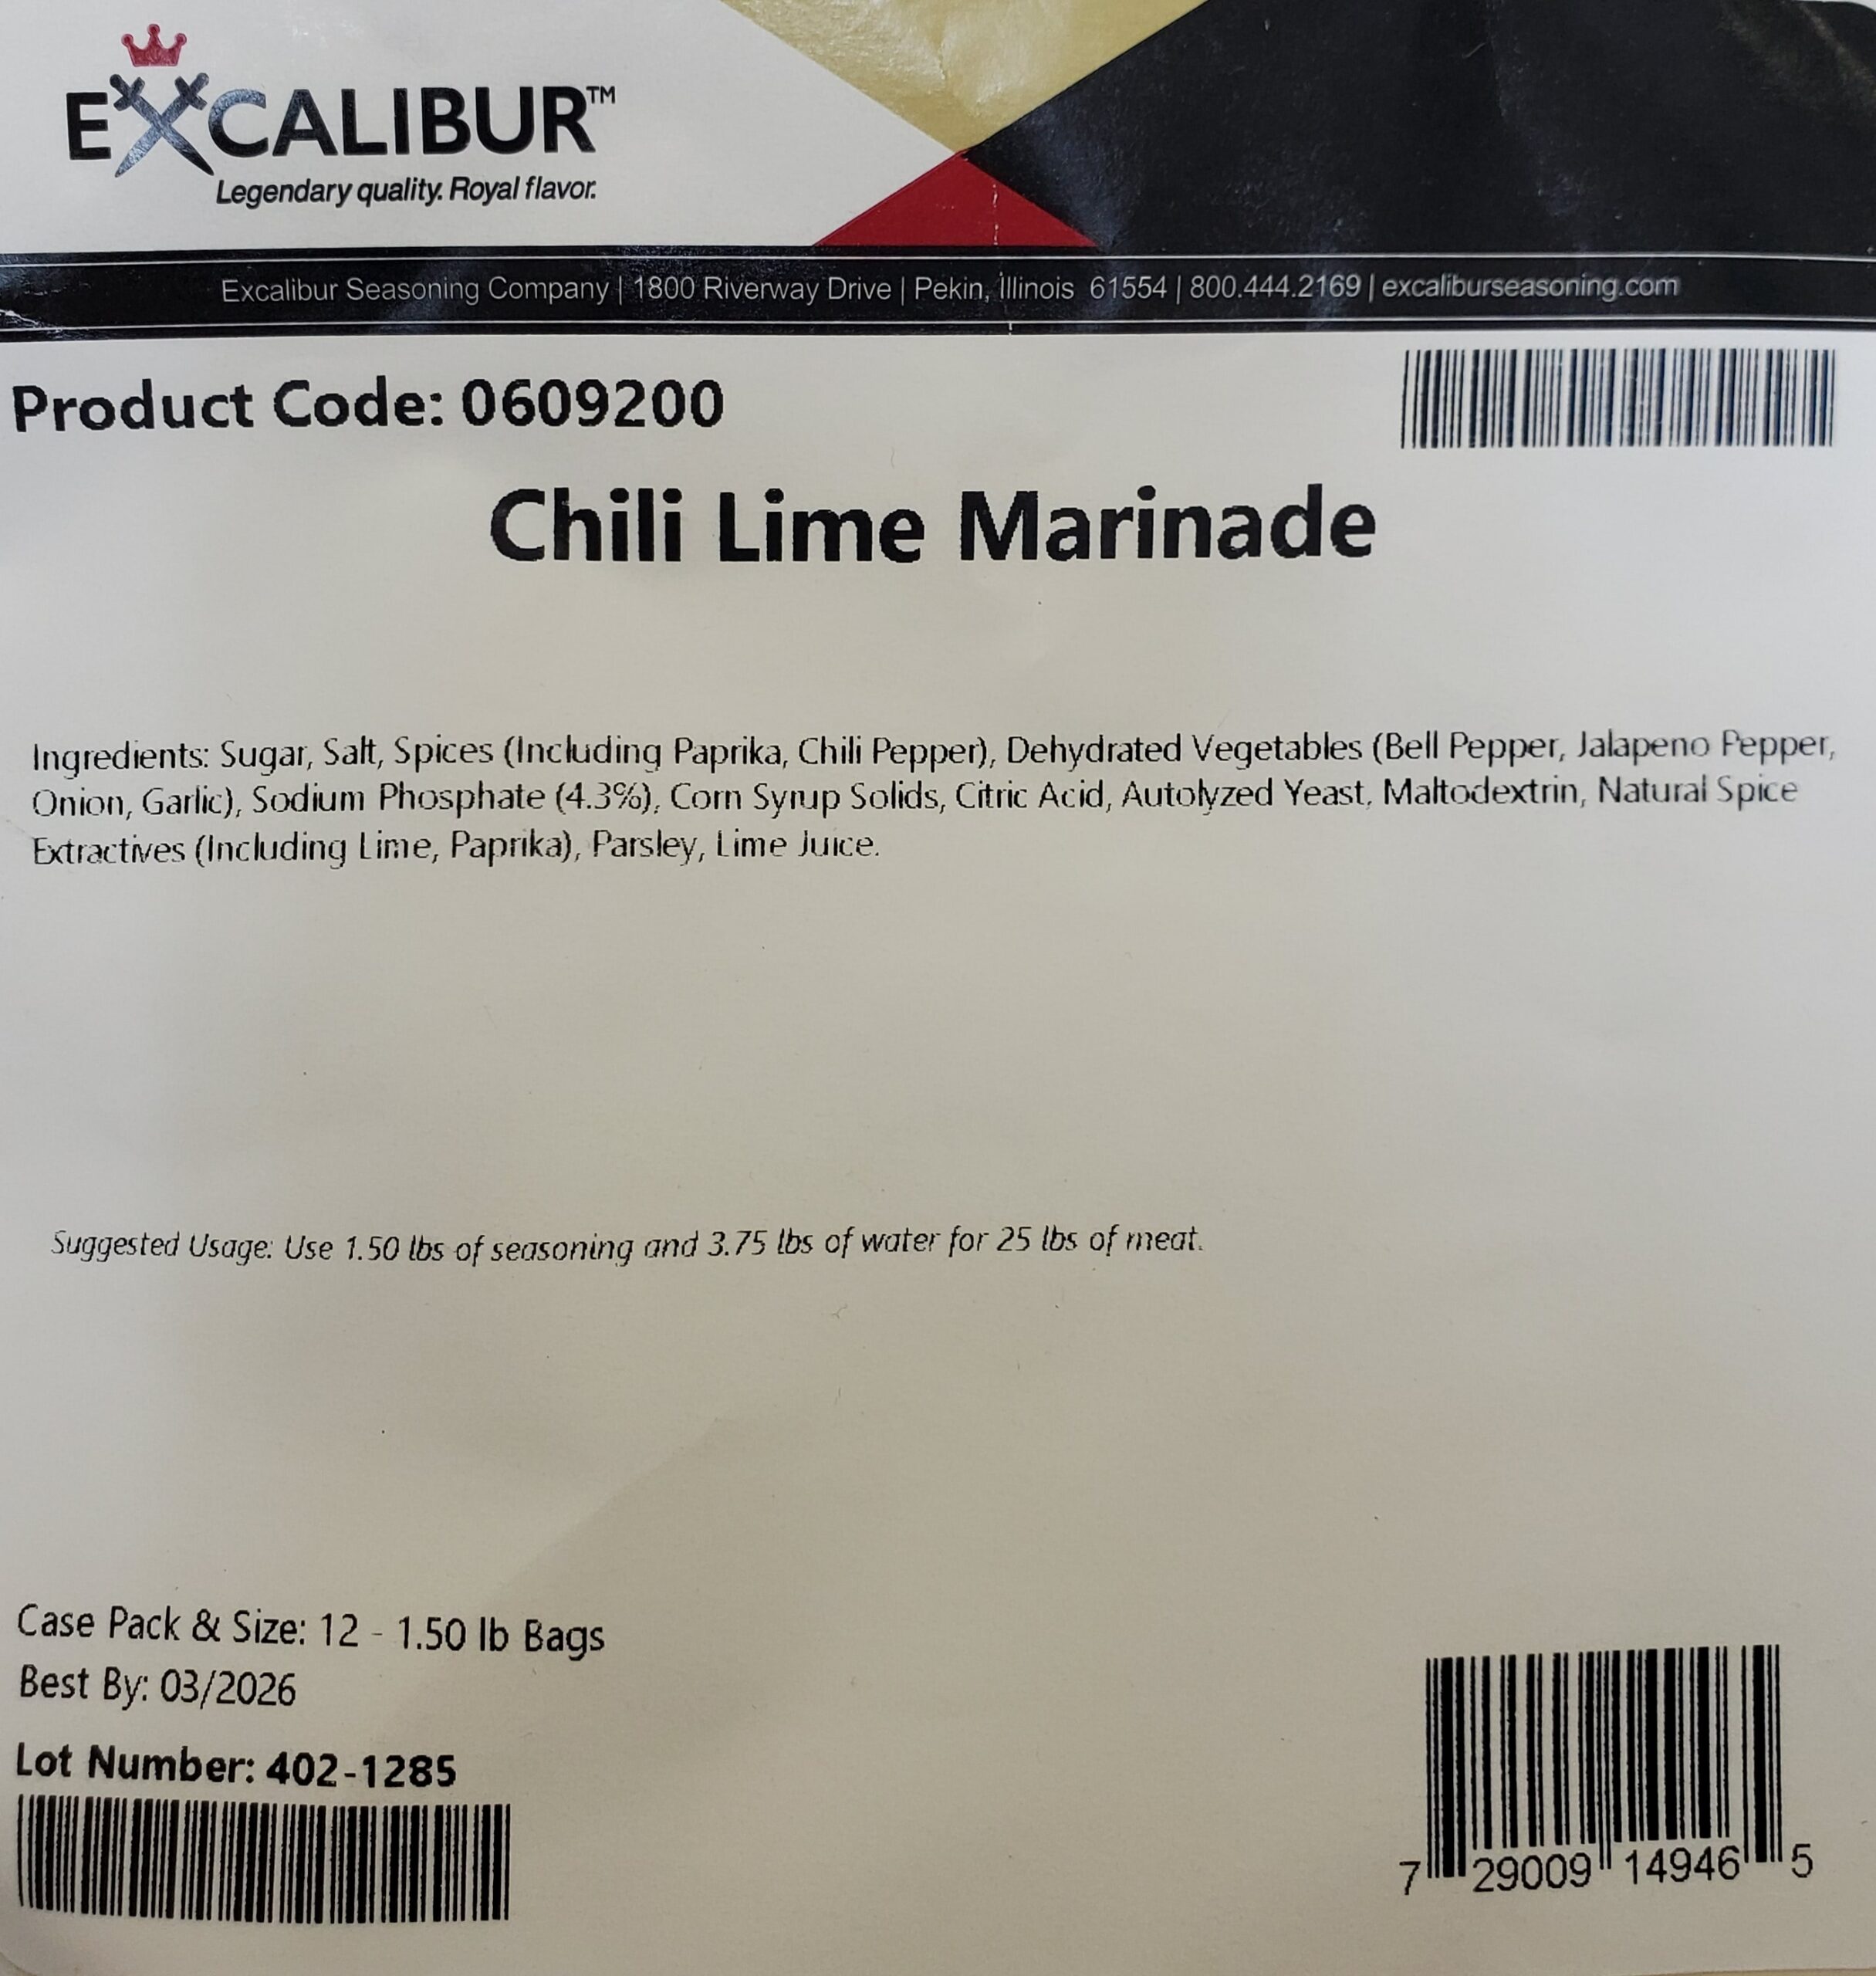 EXCALIBUR™
Legendary quality. Royal flavor.
Excalibur Seasoning Company | 1800 Riverway Drive | Pekin, Illinois 61554 | 800.444.2169 | excaliburseasoning.com
Product Code: 0609200
Chili Lime Marinade
Ingredients: Sugar, Salt, Spices (Including Paprika, Chili Pepper), Dehydrated Vegetables (Bell Pepper, Jalapeno Pepper,
Onion, Garlic), Sodium Phosphate (4.3%), Corn Syrup Solids, Citric Acid, Autolyzed Yeast, Maltodextrin, Natural Spice
Extractives (Including Lime, Paprika), Parsley, Lime Juice.
Suggested Usage: Use 1.50 lbs of seasoning and 3.75 lbs of water for 25 lbs of meat.
Case Pack & Size: 12 - 1.50 lb Bags
Best By: 03/2026
Lot Number: 402-1285
7 29009 14946 5